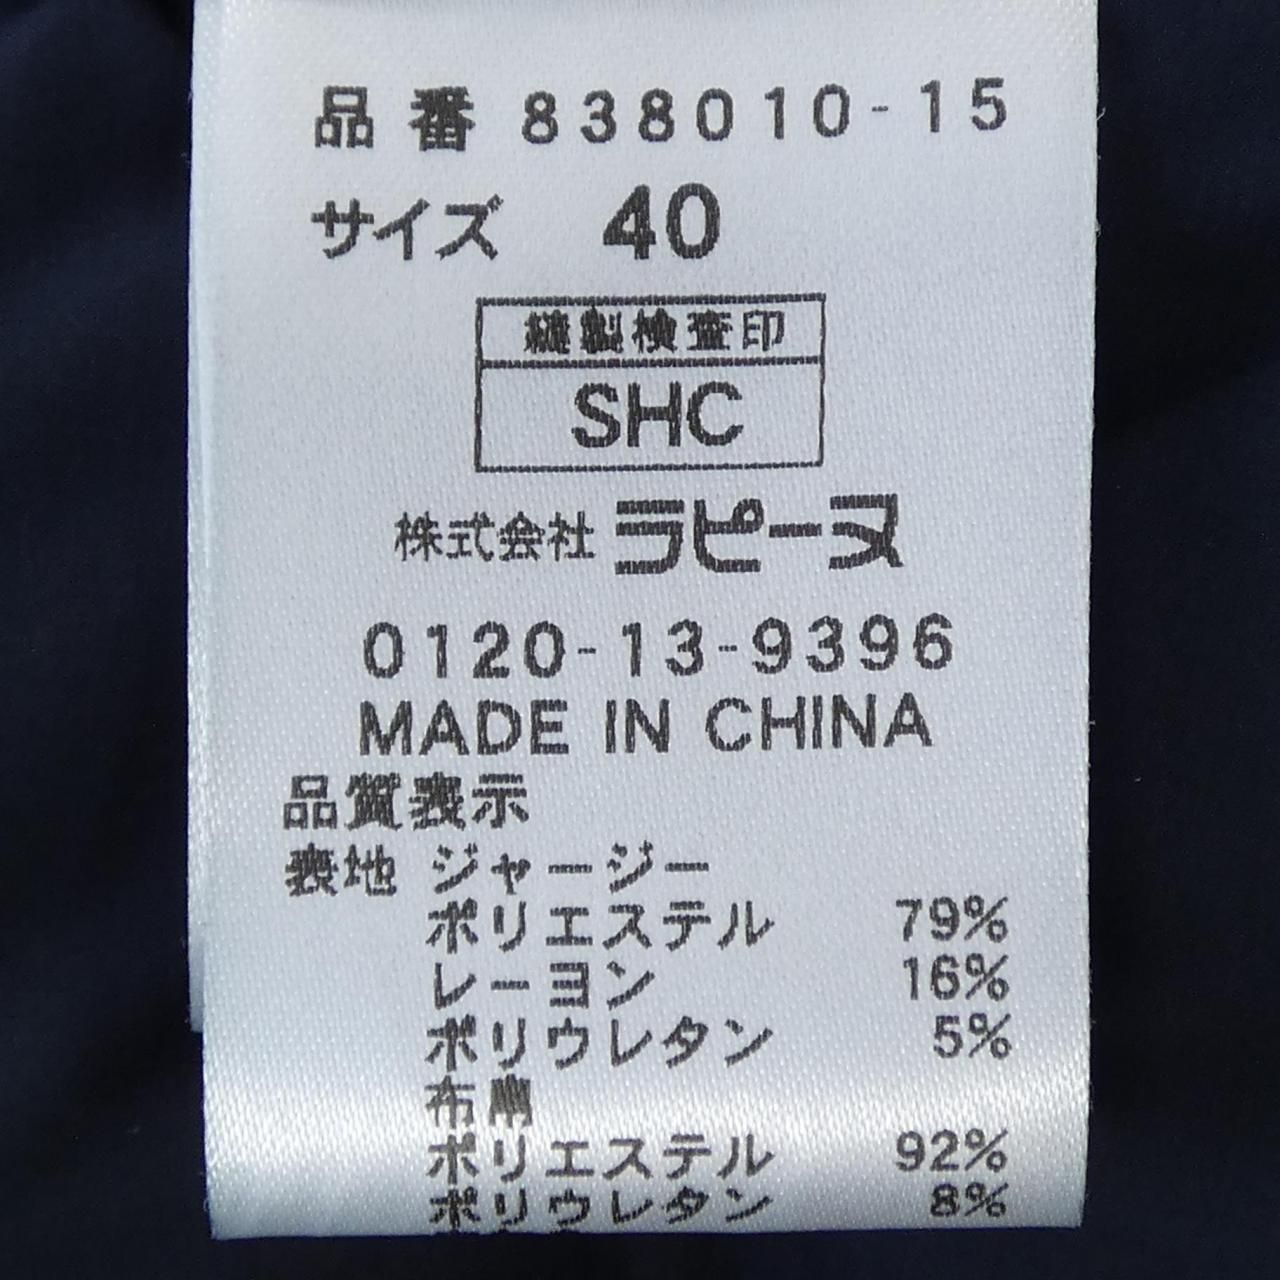 品番 838010-15
サイズ 40
縫製検査印
SHC
株式会社 ラピーヌ
0120-13-9396
MADE IN CHINA
品質表示
表地 ジャージー
ポリエステル 79%
レーヨン 16%
ポリウレタン 5%
布帛
ポリエステル 92%
ポリウレタン 8%